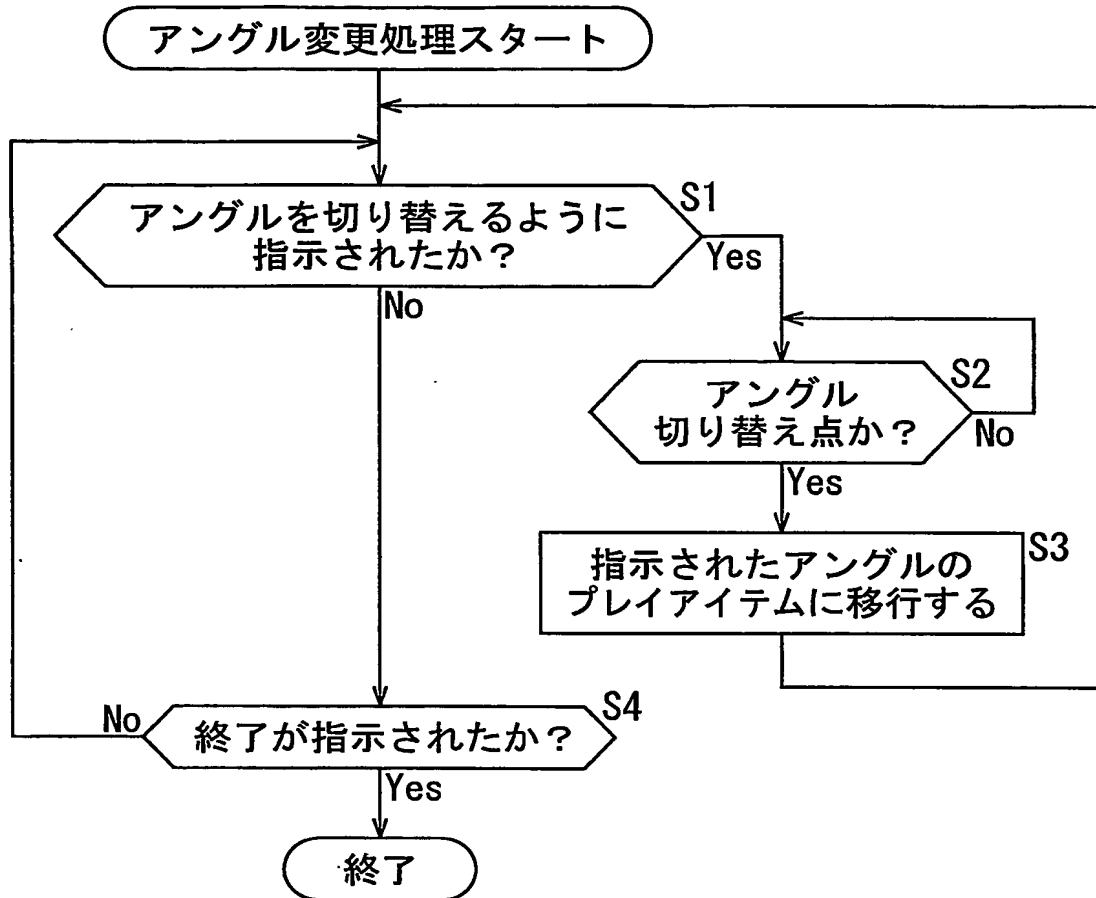 アングル変更処理スタート
アングルを切り替えるように
指示されたか?
S1
Yes
No
アングル
切り替え点か?
S2
No
Yes
指示されたアングルの
プレイアイテムに移行する
S3
終了が指示されたか?
S4
No
Yes
終了